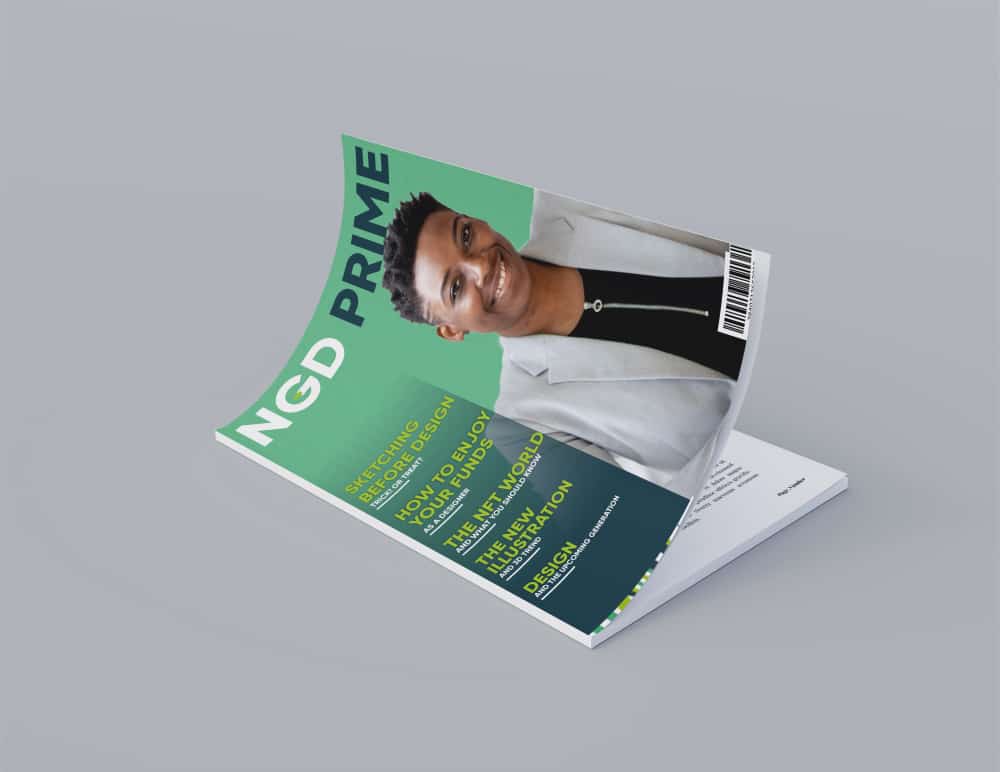 NGD PRIME
SKETCHING
BEFORE DESIGN
TRICK? OR TREAT?
HOW TO ENJOY
YOUR FUNDS
AS A DESIGNER
THE NFT WORLD
AND WHAT YOU SHOULD KNOW
THE NEW
ILLUSTRATION
AND 3D TREND
DESIGN
AND THE UPCOMING GENERATION